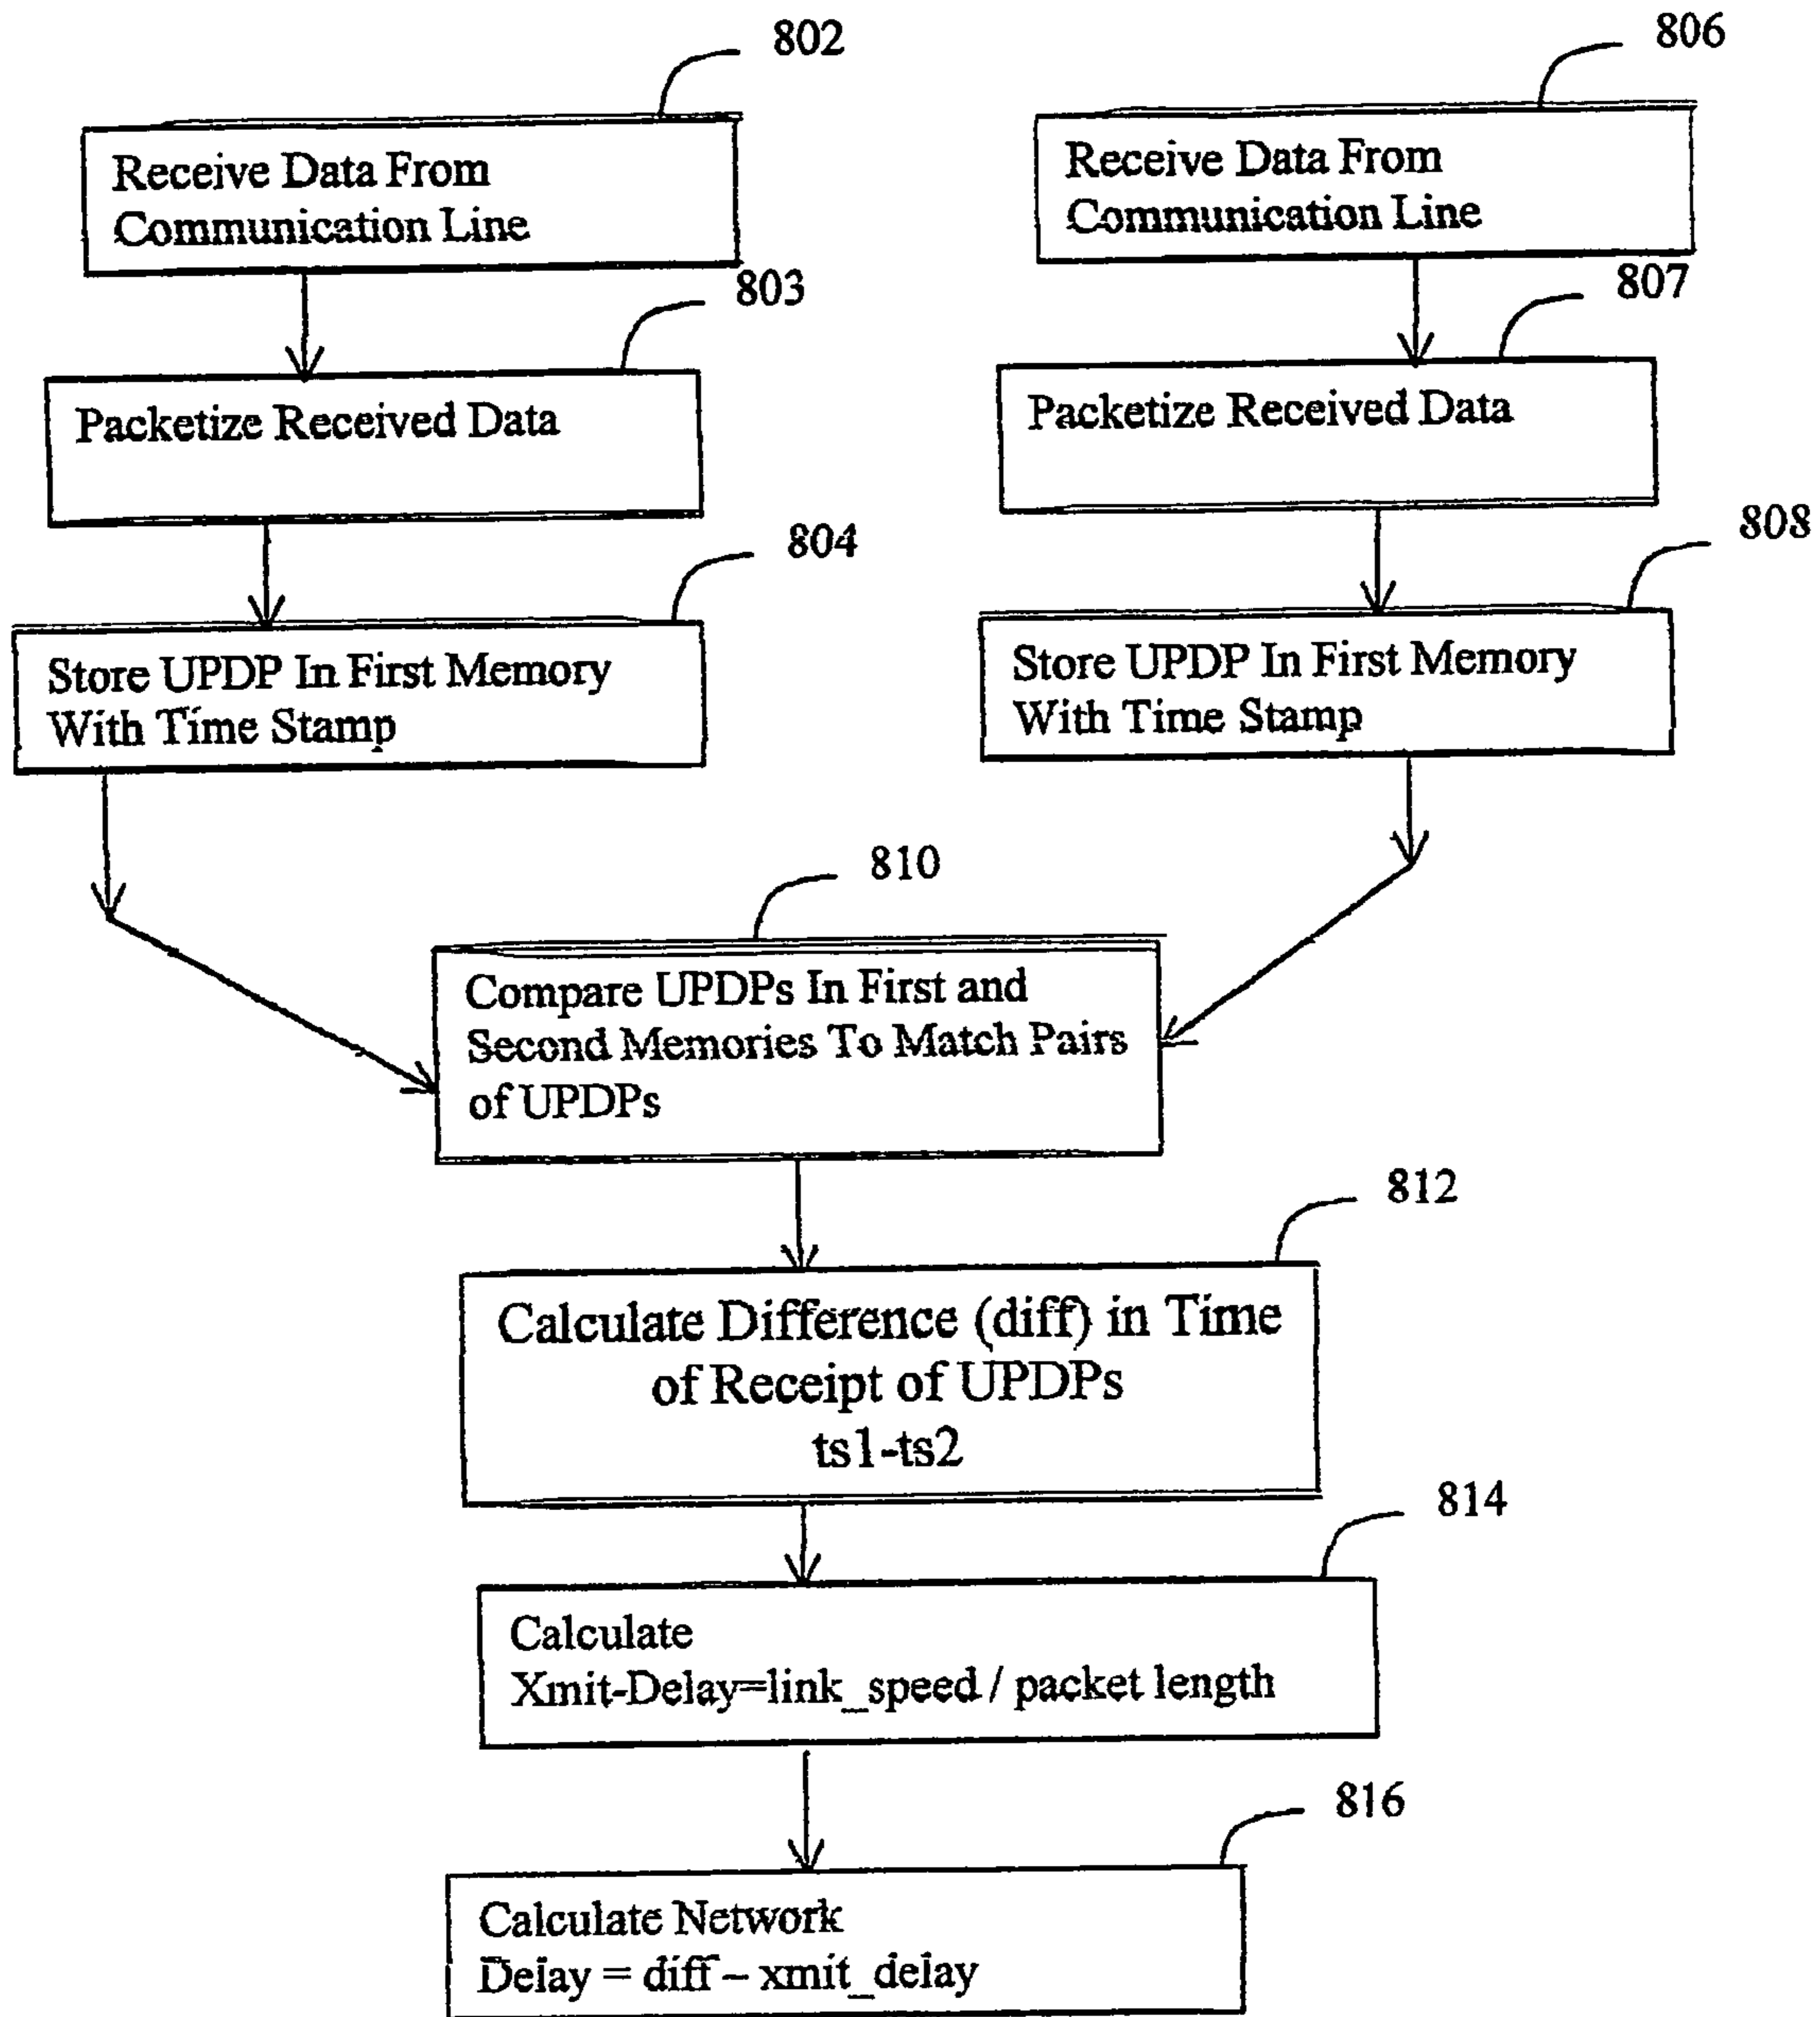 802
806
Receive Data From
Communication Line
Receive Data From
Communication Line
803
807
Packetize Received Data
Packetize Received Data
804
808
Store UPDP In First Memory
With Time Stamp
Store UPDP In First Memory
With Time Stamp
810
Compare UPDPs In First and
Second Memories To Match Pairs
of UPDPs
812
Calculate Difference (diff) in Time
of Receipt of UPDPs
ts1-ts2
814
Calculate
Xmit-Delay=link_speed / packet length
816
Calculate Network
Delay = diff – xmit_delay